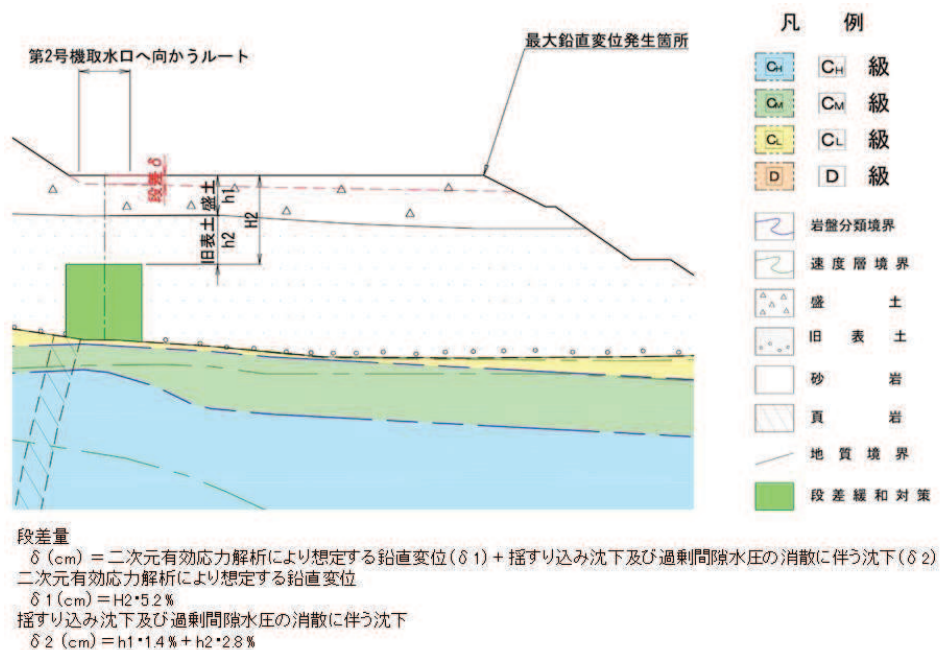 第2号機取水口へ向かうルート
最大鉛直変位発生箇所
段差δ
盛土
h1
旧表土
h2
H2
凡 例
CH CH 級
CM CM 級
CL CL 級
D D 級
岩盤分類境界
速度層境界
盛 土
旧 表 土
砂 岩
頁 岩
地 質 境 界
段差緩和対策
段差量
δ(cm)=二次元有効応力解析により想定する鉛直変位(δ1)+揺すり込み沈下及び過剰間隙水圧の消散に伴う沈下(δ2)
二次元有効応力解析により想定する鉛直変位
δ1(cm)=H2・5.2%
揺すり込み沈下及び過剰間隙水圧の消散に伴う沈下
δ2(cm)=h1・1.4%+h2・2.8%